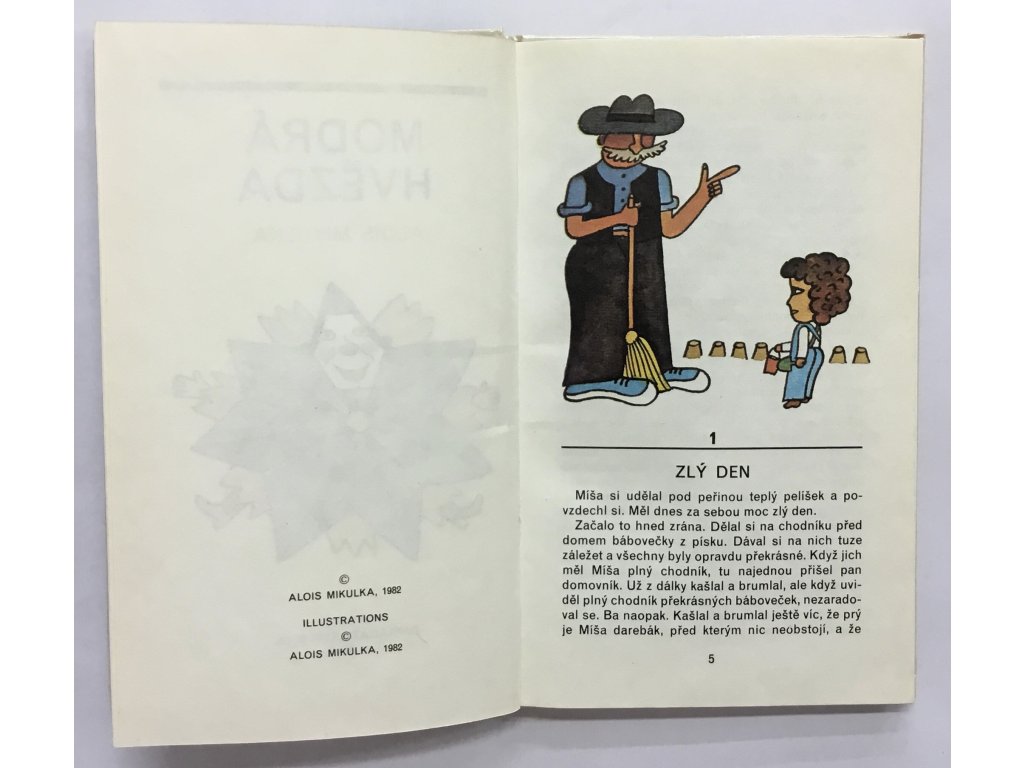 MODRÁ
HVĚZDA
©
ALOIS MIKULKA, 1982
ILLUSTRATIONS
©
ALOIS MIKULKA, 1982
1
ZLÝ DEN
Míša si udělal pod peřinou teplý pelíšek a po-
vzdechl si. Měl dnes za sebou moc zlý den.
Začalo to hned zrána. Dělal si na chodníku před
domem bábovečky z písku. Dával si na nich tuze
záležet a všechny byly opravdu překrásné. Když jich
měl Míša plný chodník, tu najednou přišel pan
domovník. Už z dálky kašlal a brumlal, ale když uvi-
děl plný chodník překrásných báboveček, nezarado-
val se. Ba naopak. Kašlal a brumlal ještě víc, že prý
je Míša darebák, před kterým nic neobstojí, a že
5